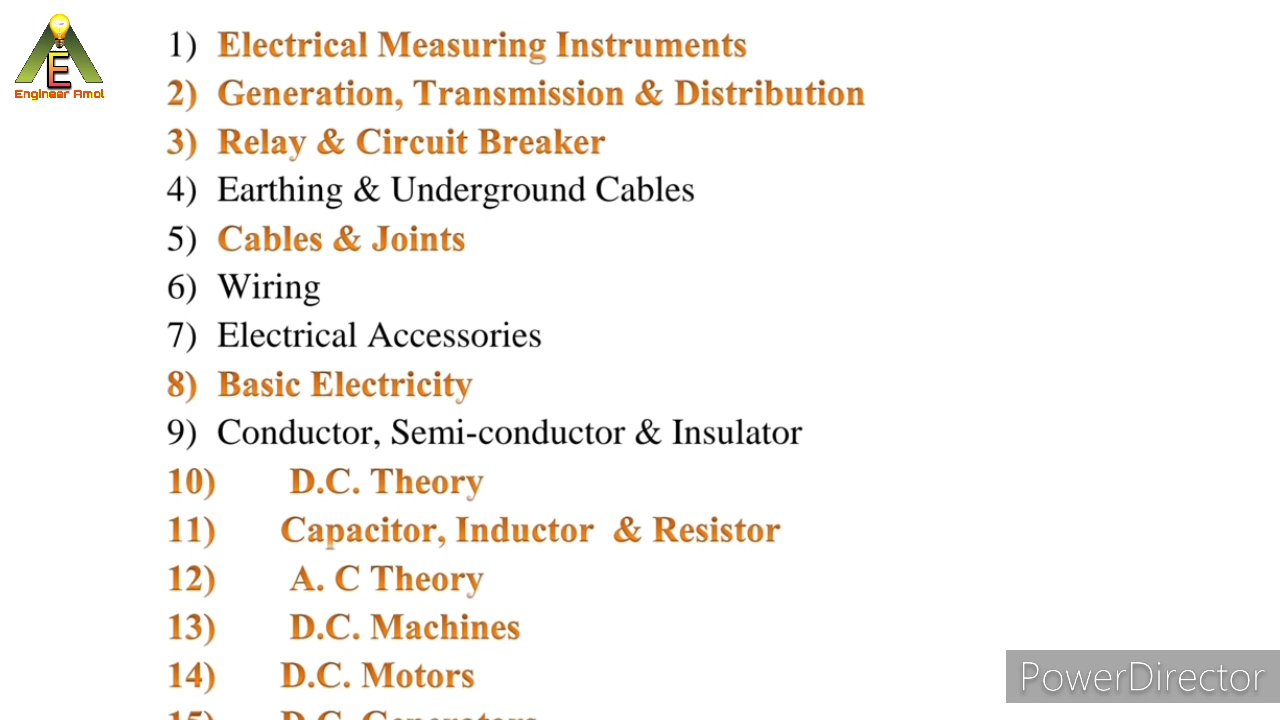 E
Engineer Amol
1) Electrical Measuring Instruments
2) Generation, Transmission & Distribution
3) Relay & Circuit Breaker
4) Earthing & Underground Cables
5) Cables & Joints
6) Wiring
7) Electrical Accessories
8) Basic Electricity
9) Conductor, Semi-conductor & Insulator
10) D.C. Theory
11) Capacitor, Inductor & Resistor
12) A. C Theory
13) D.C. Machines
14) D.C. Motors
15) D.C. Generators
PowerDirector